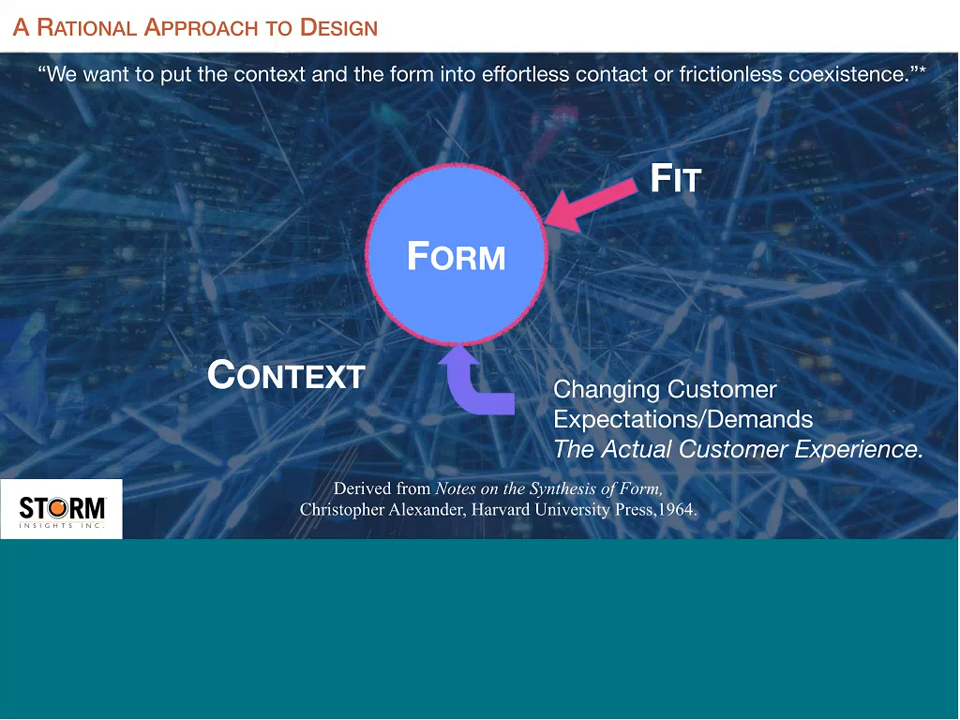 A Rational Approach to Design
“We want to put the context and the form into effortless contact or frictionless coexistence.”*
Fit
Form
Context
Changing Customer
Expectations/Demands
The Actual Customer Experience.
Derived from Notes on the Synthesis of Form,
Christopher Alexander, Harvard University Press,1964.
STORM
INSIGHTS INC.